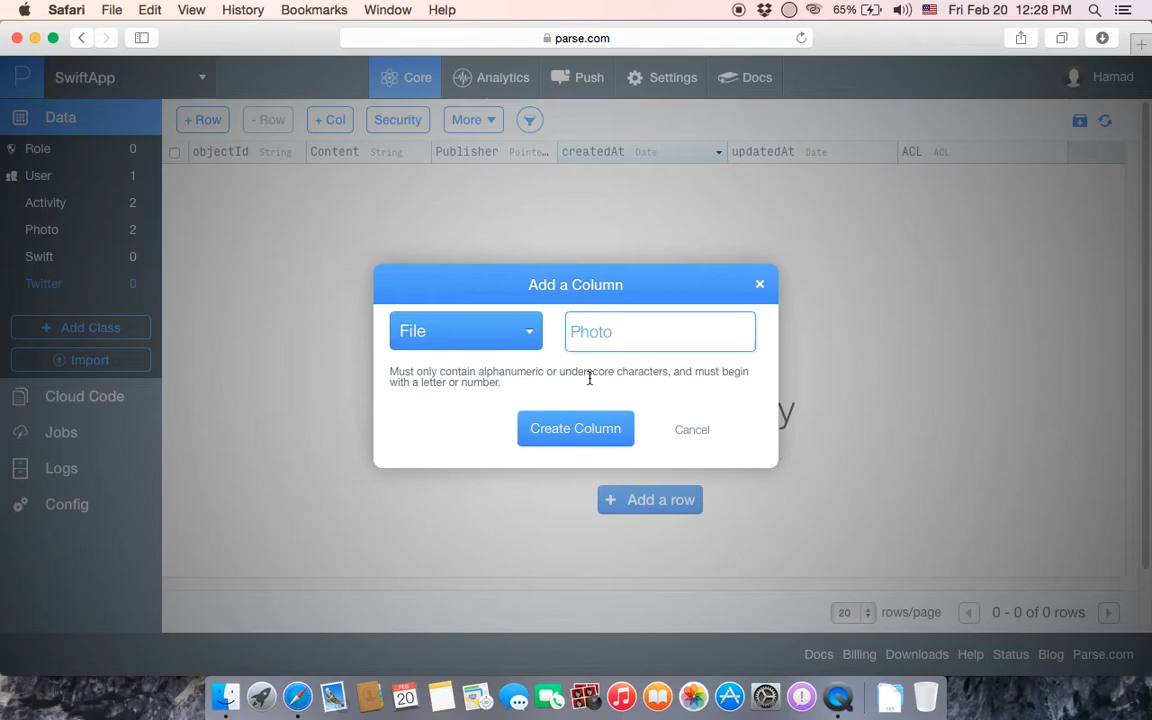 Safari File Edit View History Bookmarks Window Help 65% Fri Feb 20 12:28 PM
parse.com
P SwiftApp Core Analytics Push Settings Docs Hamad
Data + Row - Row + Col Security More
Role 0 objectId String Content String Publisher Pointe... createdAt Date updatedAt Date ACL ACL
User 1
Activity 2
Photo 2
Swift 0
Twitter 0
+ Add Class
Import
Cloud Code
Jobs
Logs
Config
Add a Column ×
File Photo
Must only contain alphanumeric or underscore characters, and must begin
with a letter or number.
Create Column Cancel
y
+ Add a row
20 rows/page 0 - 0 of 0 rows
Docs Billing Downloads Help Status Blog Parse.com
FEB
20